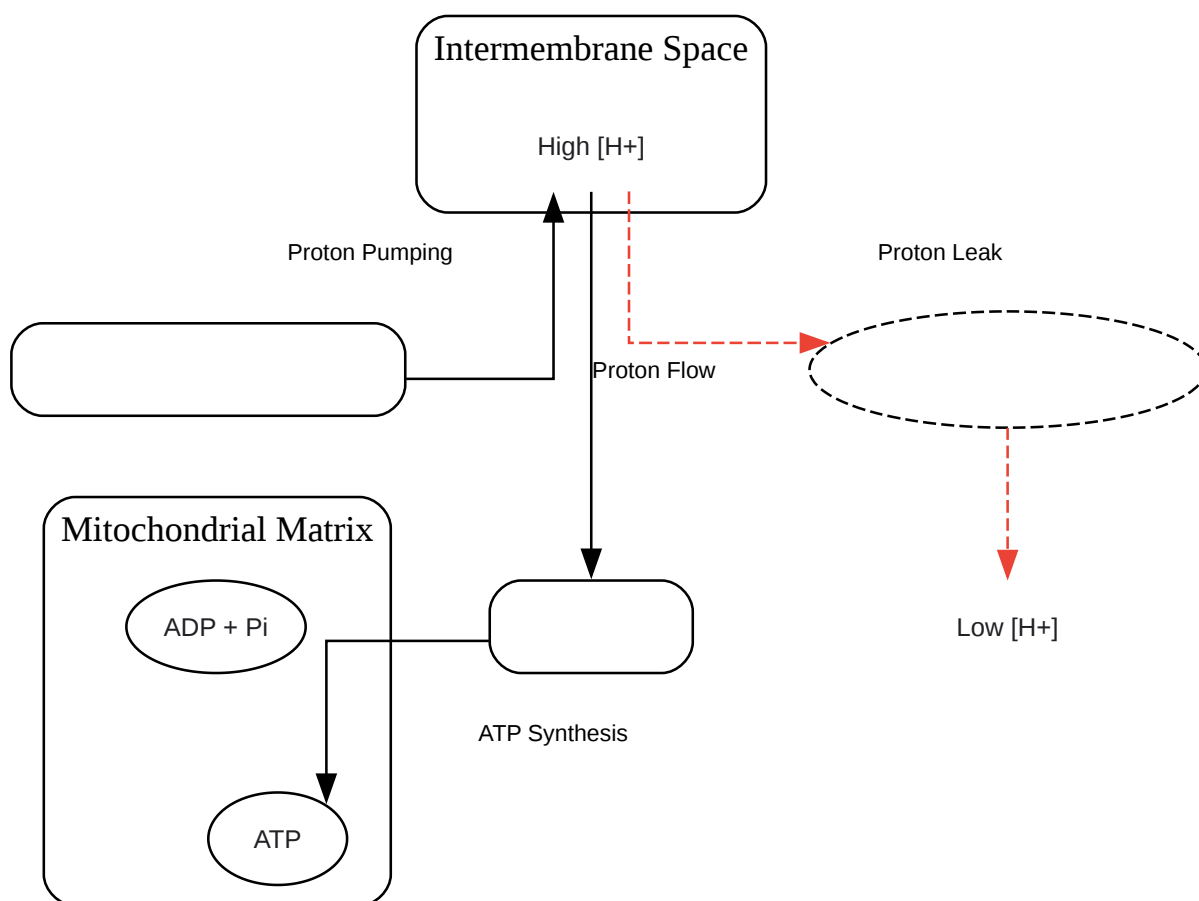 Intermembrane Space
High [H+]
Proton Pumping
Proton Leak
Proton Flow
Mitochondrial Matrix
ADP + Pi
Low [H+]
ATP Synthesis
ATP